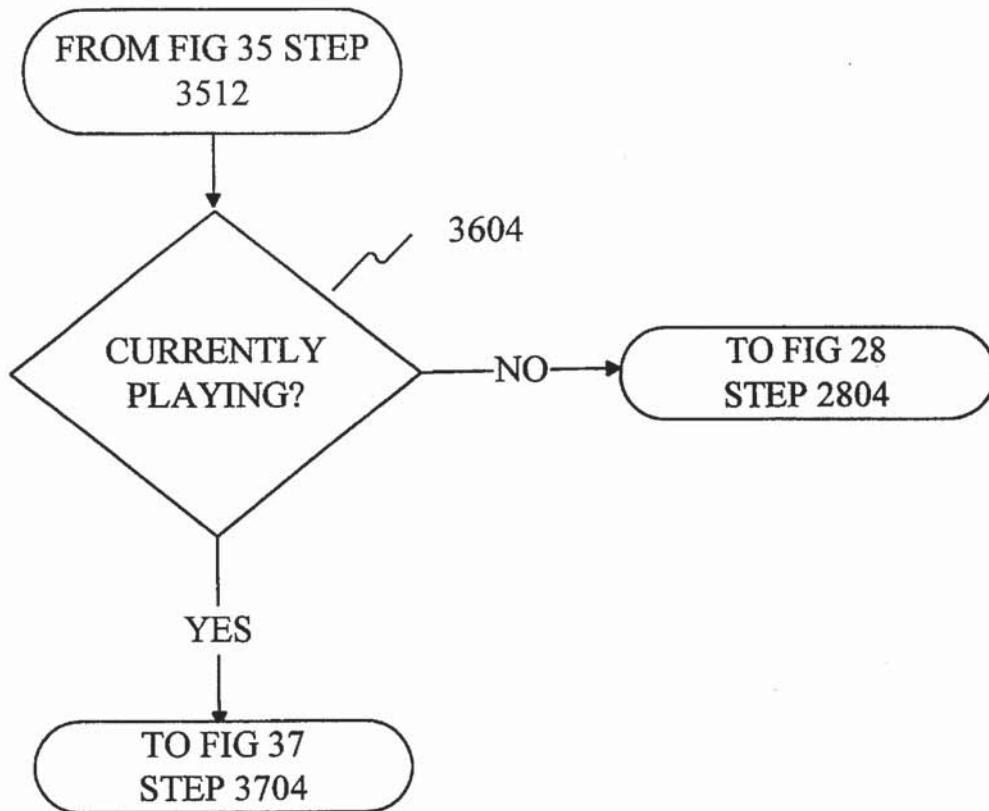 FROM FIG 35 STEP
3512
3604
CURRENTLY
PLAYING?
NO
TO FIG 28
STEP 2804
YES
TO FIG 37
STEP 3704